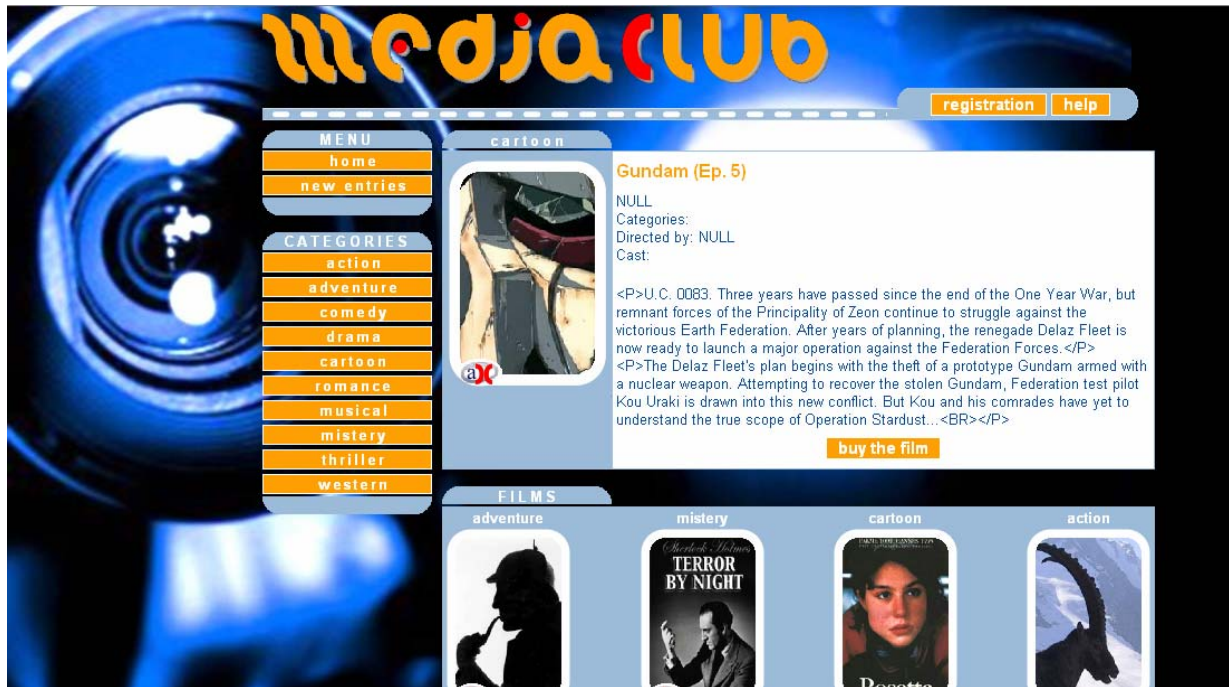 mediaclub
registration help
MENU
home
new entries
CATEGORIES
action
adventure
comedy
drama
cartoon
romance
musical
mistery
thriller
western
cartoon
Gundam (Ep. 5)
NULL
Categories:
Directed by: NULL
Cast:
<P>U.C. 0083. Three years have passed since the end of the One Year War, but
remnant forces of the Principality of Zeon continue to struggle against the
victorious Earth Federation. After years of planning, the renegade Delaz Fleet is
now ready to launch a major operation against the Federation Forces.</P>
<P>The Delaz Fleet's plan begins with the theft of a prototype Gundam armed with
a nuclear weapon. Attempting to recover the stolen Gundam, Federation test pilot
Kou Uraki is drawn into this new conflict. But Kou and his comrades have yet to
understand the true scope of Operation Stardust...<BR></P>
buy the film
aX
FILMS
adventure mistery cartoon action
Sherlock Holmes
TERROR
BY NIGHT
Rosetta